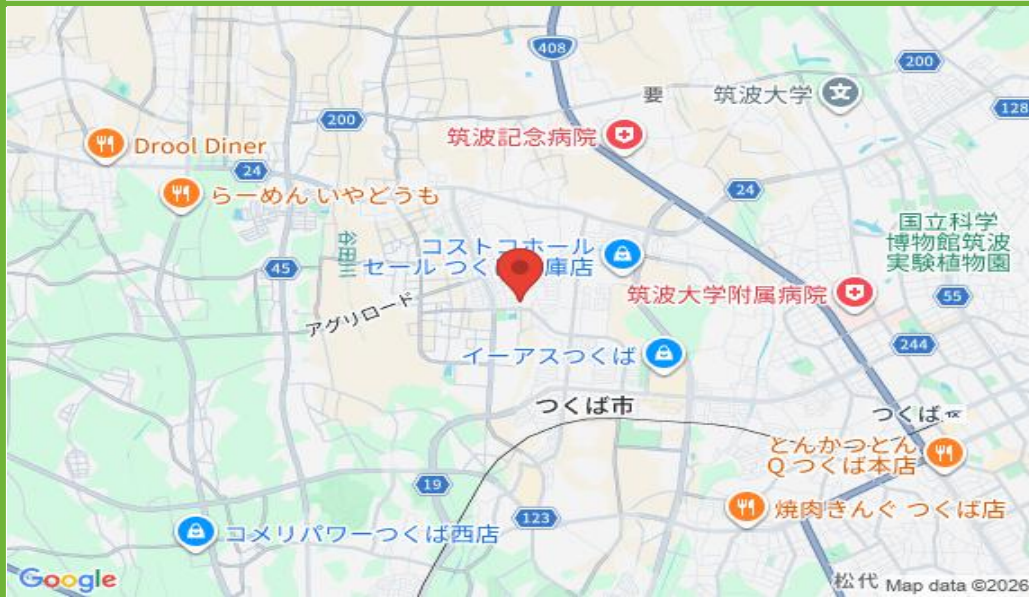 408
200
要
筑波大学
128
200
筑波記念病院
Drool Diner
24
24
らーめん いやどうも
国立科学
博物館筑波
実験植物園
谷田川
コストコホール
セール つく 庫店
45
筑波大学附属病院
55
アグリロード
244
イーアスつくば
つくば市
つくば
とんかつとん
Q つくば本店
19
123
焼肉きんぐ つくば店
コメリパワーつくば西店
松代
Google
Map data ©2026